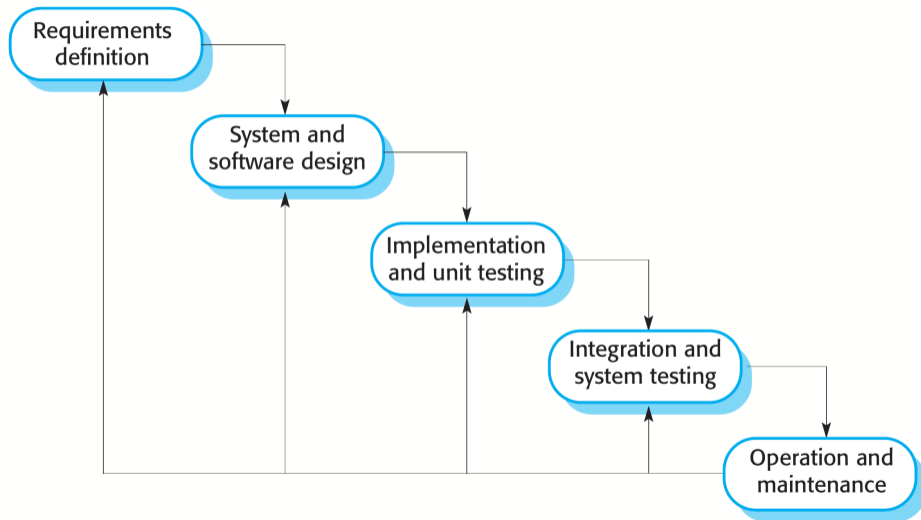 Requirements
definition
System and
software design
Implementation
and unit testing
Integration and
system testing
Operation and
maintenance